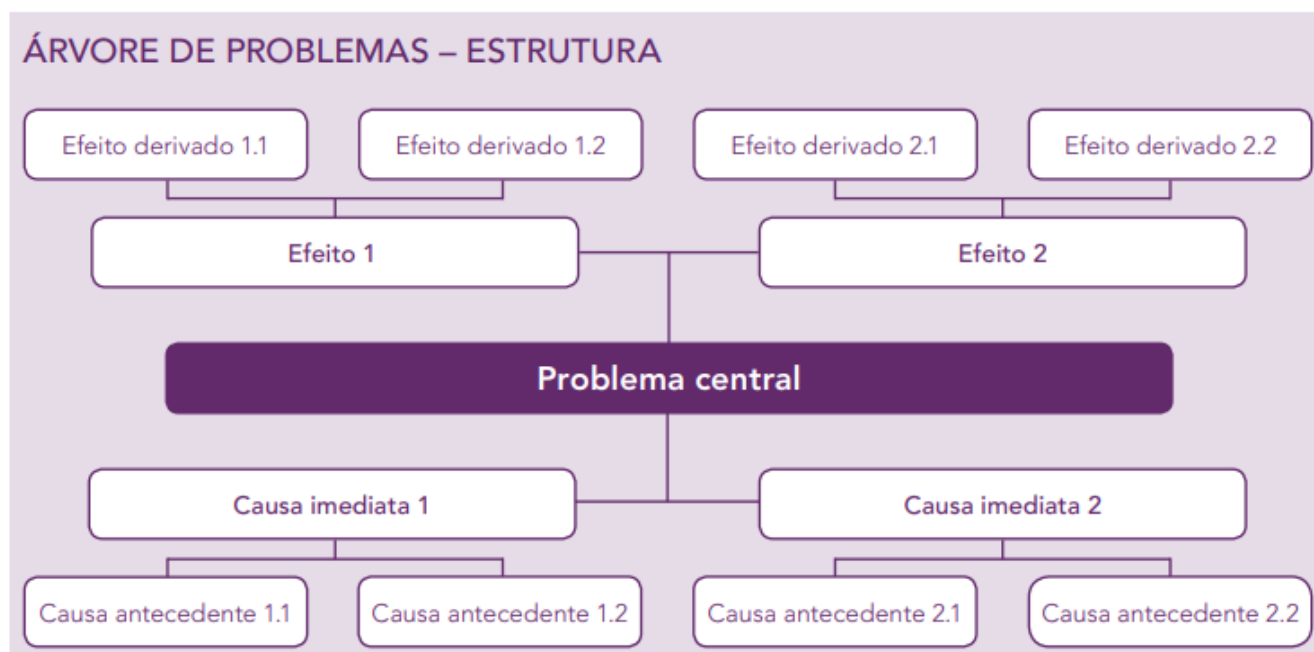 ÁRVORE DE PROBLEMAS – ESTRUTURA
Efeito derivado 1.1
Efeito derivado 1.2
Efeito derivado 2.1
Efeito derivado 2.2
Efeito 1
Efeito 2
Problema central
Causa imediata 1
Causa imediata 2
Causa antecedente 1.1
Causa antecedente 1.2
Causa antecedente 2.1
Causa antecedente 2.2